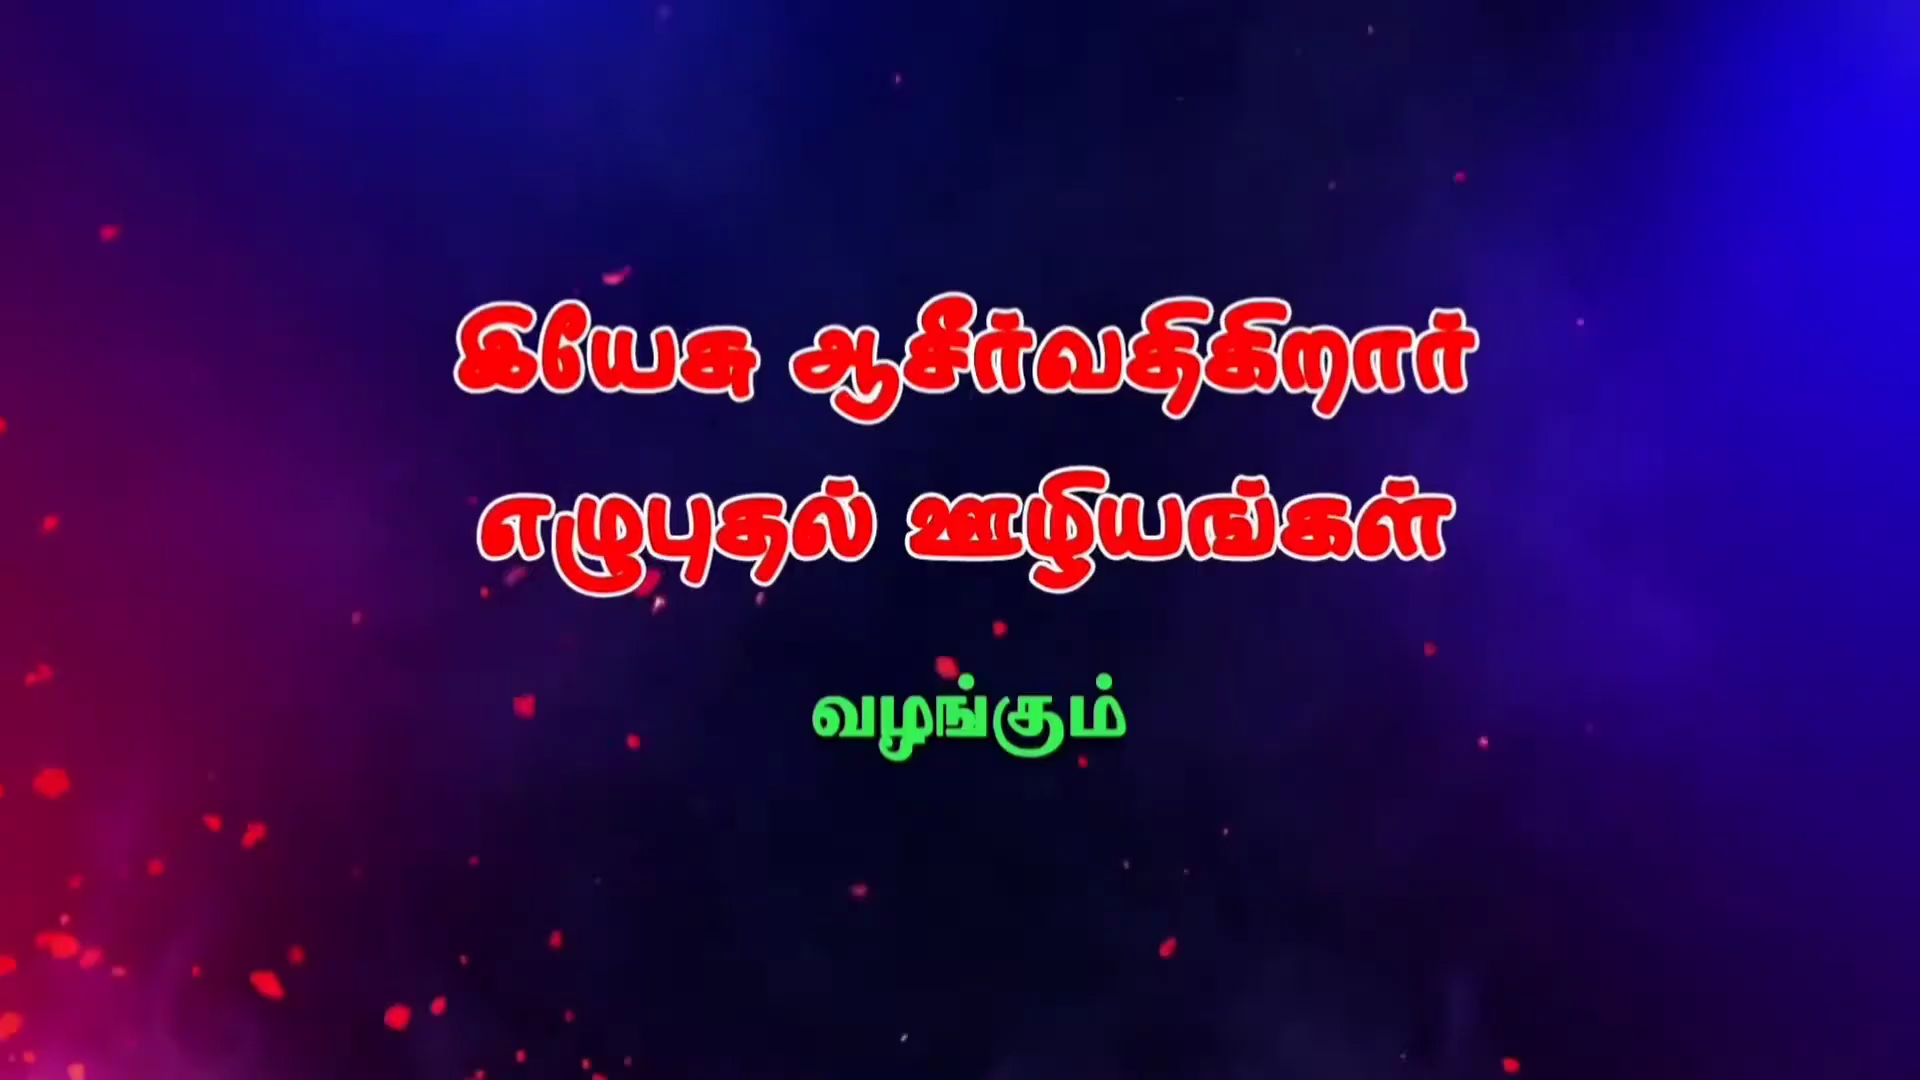 இயேசு ஆசீர்வதிகிறார்
எழுபுதல் ஊழியங்கள்
வழங்கும்